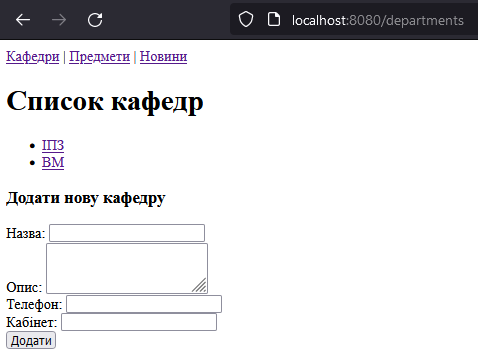 localhost:8080/departments
Кафедри | Предмети | Новини
Список кафедр
ІПЗ
ВМ
Додати нову кафедру
Назва:
Опис:
Телефон:
Кабінет:
Додати